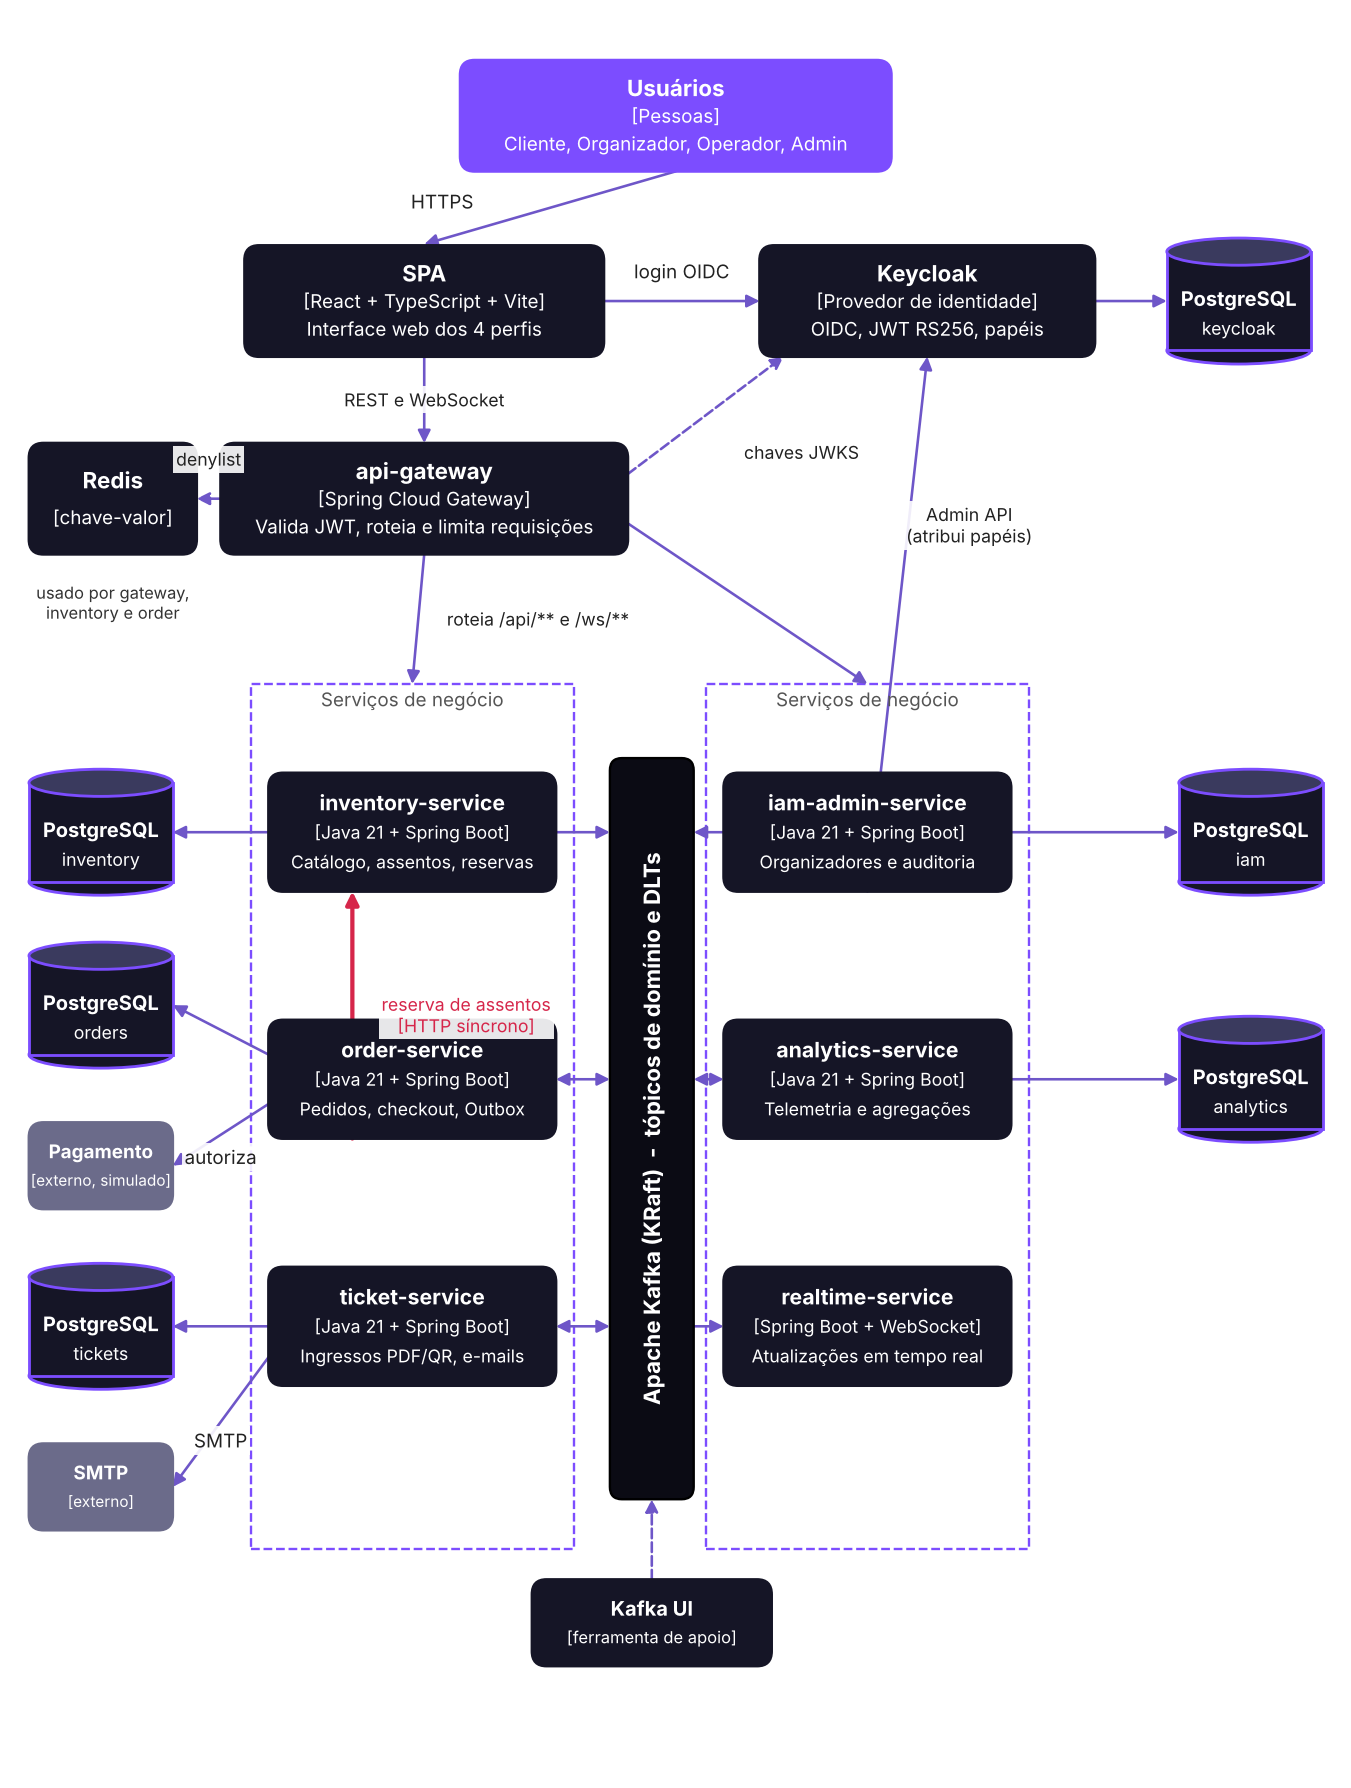 Usuários
[Pessoas]
Cliente, Organizador, Operador, Admin
HTTPS
SPA
[React + TypeScript + Vite]
Interface web dos 4 perfis
login OIDC
Keycloak
[Provedor de identidade]
OIDC, JWT RS256, papéis
PostgreSQL
keycloak
REST e WebSocket
Redis
[chave-valor]
denylist
api-gateway
[Spring Cloud Gateway]
Valida JWT, roteia e limita requisições
chaves JWKS
Admin API
(atribui papéis)
usado por gateway,
inventory e order
roteia /api/** e /ws/**
Serviços de negócio
Serviços de negócio
PostgreSQL
inventory
inventory-service
[Java 21 + Spring Boot]
Catálogo, assentos, reservas
Apache Kafka (KRaft) - tópicos de domínio e DLTs
iam-admin-service
[Java 21 + Spring Boot]
Organizadores e auditoria
PostgreSQL
iam
PostgreSQL
orders
reserva de assentos
[HTTP síncrono]
order-service
[Java 21 + Spring Boot]
Pedidos, checkout, Outbox
analytics-service
[Java 21 + Spring Boot]
Telemetria e agregações
PostgreSQL
analytics
Pagamento
[externo, simulado]
autoriza
PostgreSQL
tickets
ticket-service
[Java 21 + Spring Boot]
Ingressos PDF/QR, e-mails
realtime-service
[Spring Boot + WebSocket]
Atualizações em tempo real
SMTP
SMTP
[externo]
Kafka UI
[ferramenta de apoio]